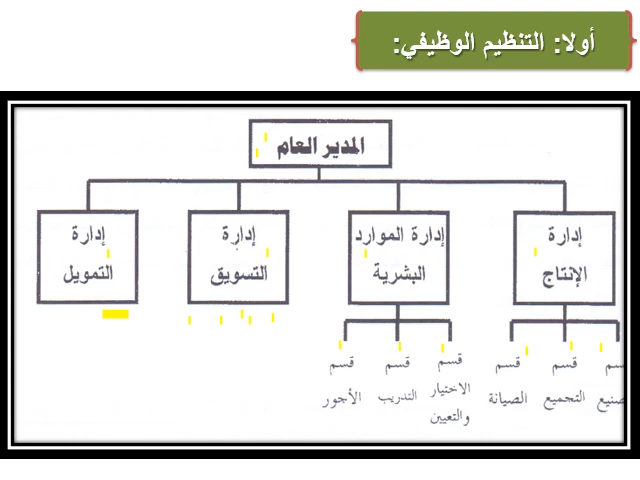 أولا: التنظيم الوظيفي:
المدير العام
إدارة
الإنتاج
إدارة الموارد
البشرية
إدارة
التسويق
إدارة
التمويل
قسم
التجميع
قسم
الصيانة
قسم
الاختيار
والتعيين
قسم
التدريب
قسم
الأجور